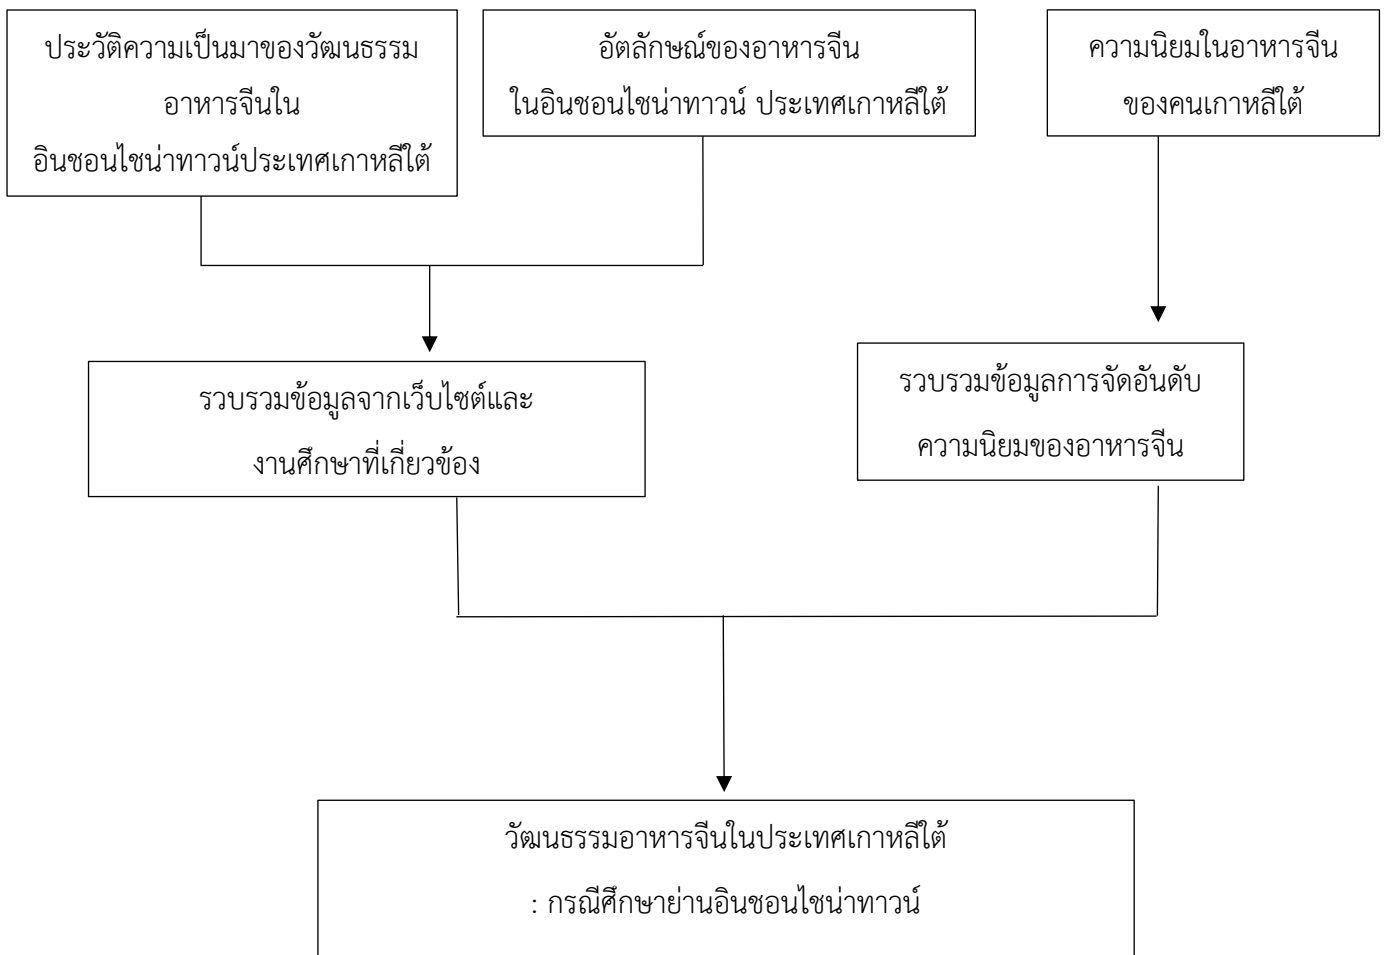 ประวัติความเป็นมาของวัฒนธรรม
อาหารจีนใน
อินชอนไชน่าทาวน์ประเทศเกาหลีใต้
อัตลักษณ์ของอาหารจีน
ในอินชอนไชน่าทาวน์ ประเทศเกาหลีใต้
ความนิยมในอาหารจีน
ของคนเกาหลีใต้
รวบรวมข้อมูลจากเว็บไซต์และ
งานศึกษาที่เกี่ยวข้อง
รวบรวมข้อมูลการจัดอันดับ
ความนิยมของอาหารจีน
วัฒนธรรมอาหารจีนในประเทศเกาหลีใต้
: กรณีศึกษาย่านอินชอนไชน่าทาวน์